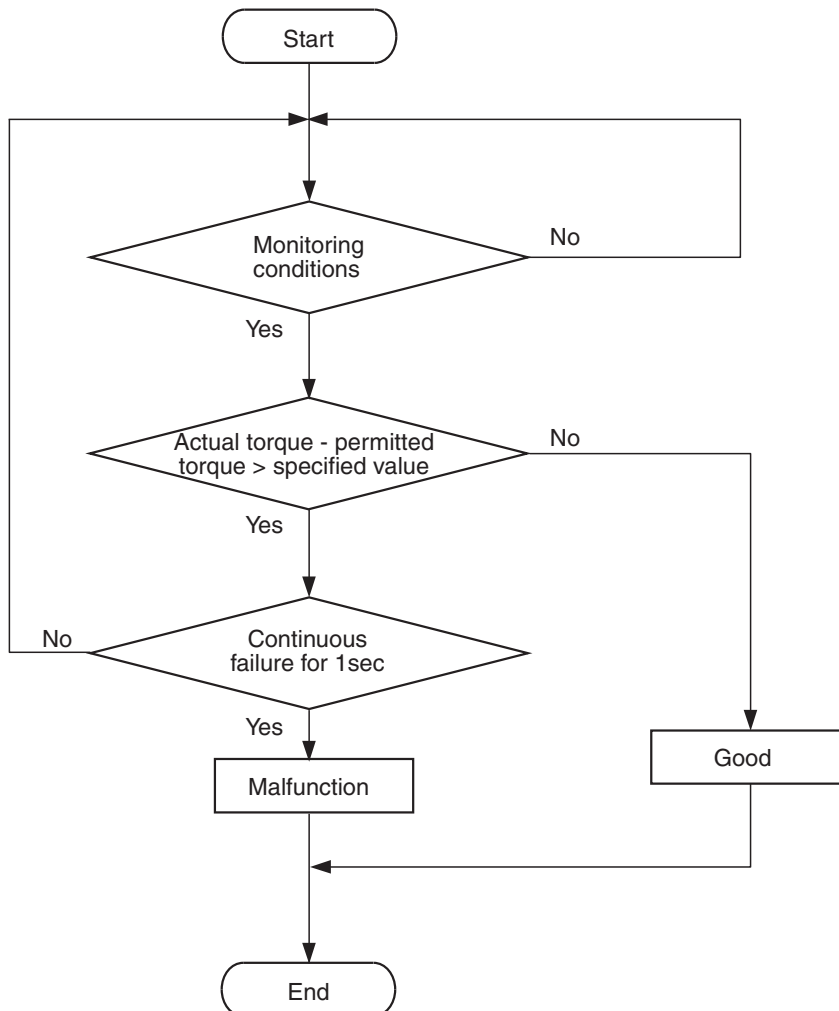 Start
Monitoring
conditions
No
Yes
Actual torque - permitted
torque > specified value
No
Yes
Continuous
failure for 1sec
No
Yes
Malfunction
Good
End